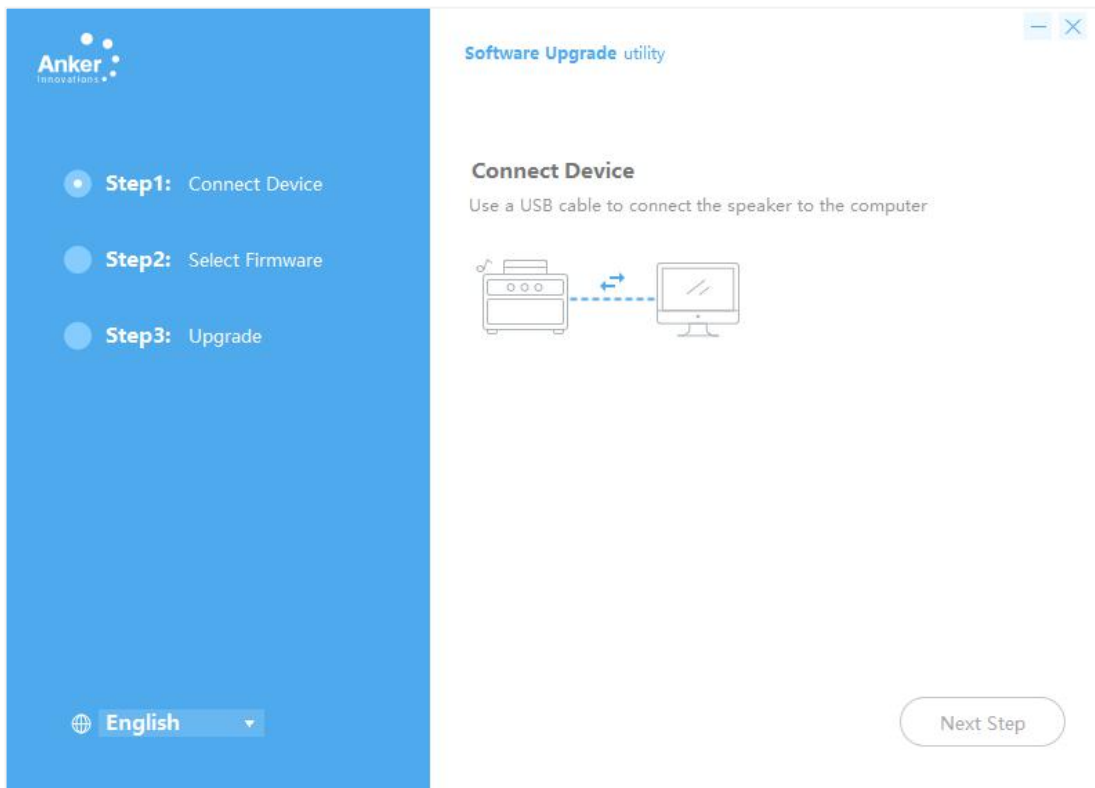 Anker
Innovations
Software Upgrade utility
Step1: Connect Device
Step2: Select Firmware
Step3: Upgrade
Connect Device
Use a USB cable to connect the speaker to the computer
English
Next Step